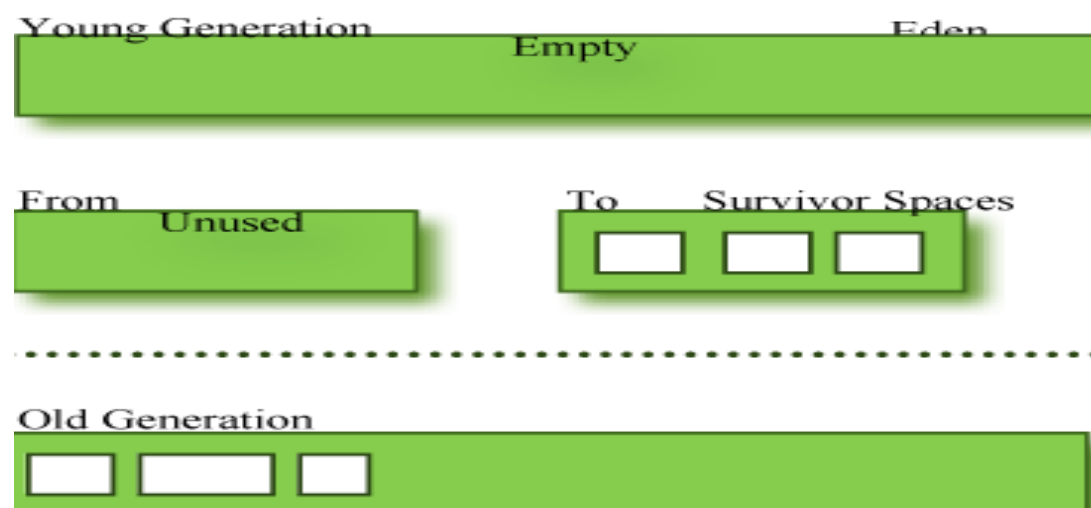 Young Generation Eden
Empty
From To Survivor Spaces
Unused
Old Generation